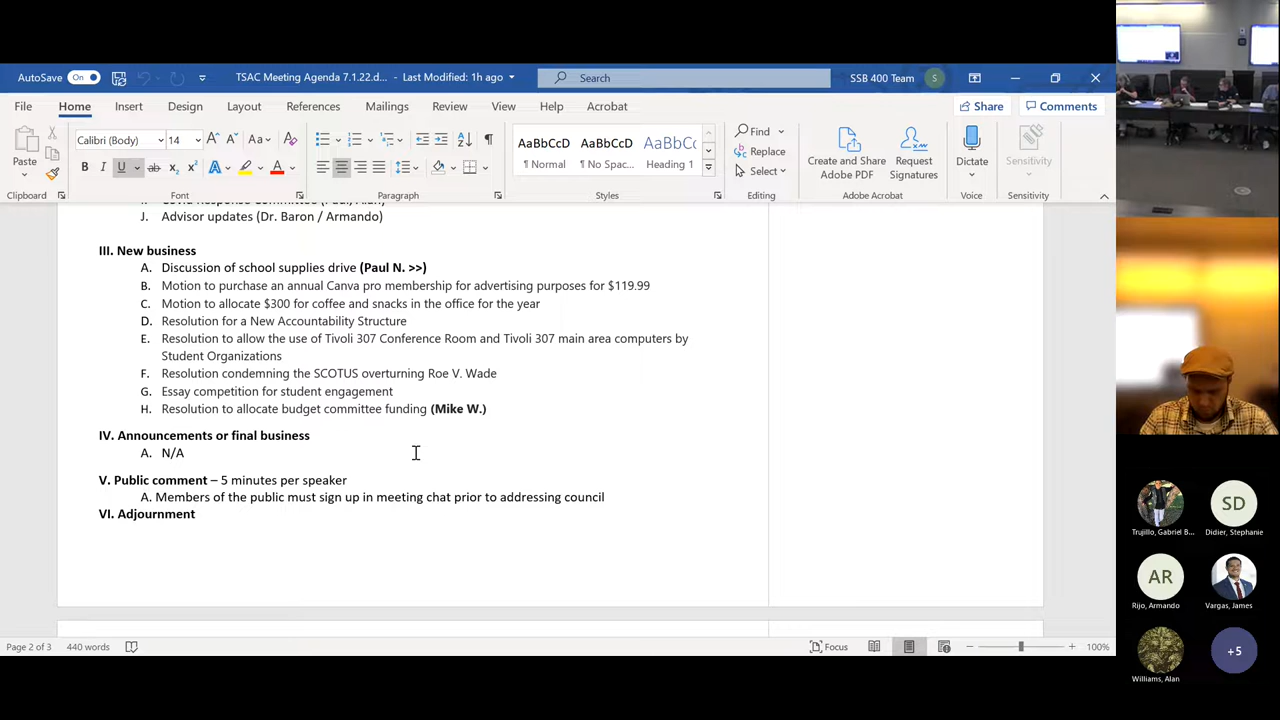 AutoSave On TSAC Meeting Agenda 7.1.22.d... - Last Modified: 1h ago Search SSB 400 Team S
File Home Insert Design Layout References Mailings Review View Help Acrobat Share Comments
Paste Calibri (Body) 14 AaBbCcD AaBbCcD AaBbCc Find Replace Select Create and Share Adobe PDF Request Signatures Dictate Sensitivity
Normal No Spac... Heading 1
Clipboard Font Paragraph Styles Editing Adobe Acrobat Voice Sensitivity
J. Advisor updates (Dr. Baron / Armando)
III. New business
A. Discussion of school supplies drive (Paul N. >>)
B. Motion to purchase an annual Canva pro membership for advertising purposes for $119.99
C. Motion to allocate $300 for coffee and snacks in the office for the year
D. Resolution for a New Accountability Structure
E. Resolution to allow the use of Tivoli 307 Conference Room and Tivoli 307 main area computers by
Student Organizations
F. Resolution condemning the SCOTUS overturning Roe V. Wade
G. Essay competition for student engagement
H. Resolution to allocate budget committee funding (Mike W.)
IV. Announcements or final business
A. N/A
V. Public comment – 5 minutes per speaker
A. Members of the public must sign up in meeting chat prior to addressing council
VI. Adjournment
Page 2 of 3 440 words Focus 100%
SD
Trujillo, Gabriel B... Didier, Stephanie
AR
Rijo, Armando Vargas, James
+5
Williams, Alan